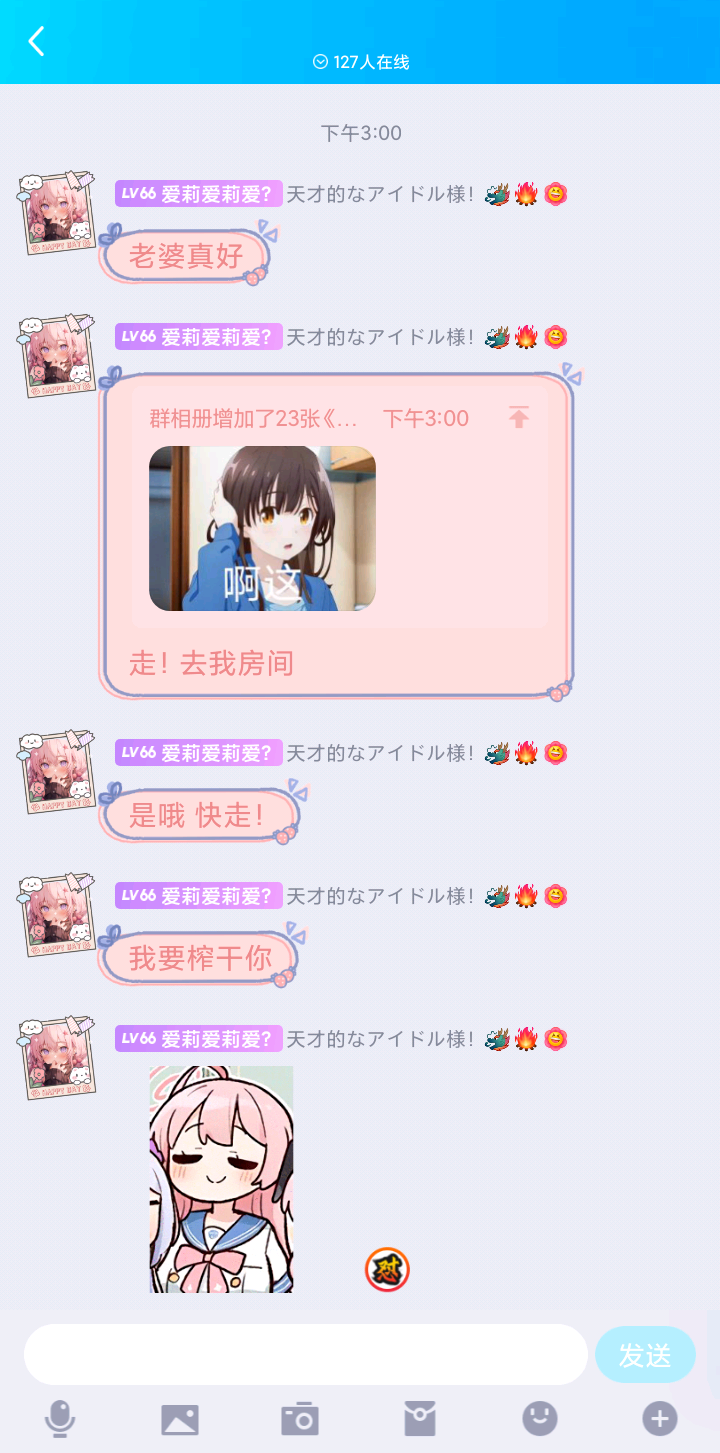 127人在线
下午3:00
LV66 爱莉爱莉爱? 天才的なアイドル様!
老婆真好
LV66 爱莉爱莉爱? 天才的なアイドル様!
群相册增加了23张《... 下午3:00
啊这
走! 去我房间
LV66 爱莉爱莉爱? 天才的なアイドル様!
是哦 快走!
LV66 爱莉爱莉爱? 天才的なアイドル様!
我要榨干你
LV66 爱莉爱莉爱? 天才的なアイドル様!
怼
发送